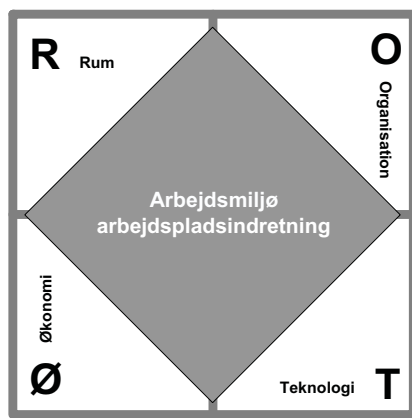 R Rum
O
Organisation
Arbejdsmiljø
arbejdspladsindretning
Økonomi
Ø
Teknologi T